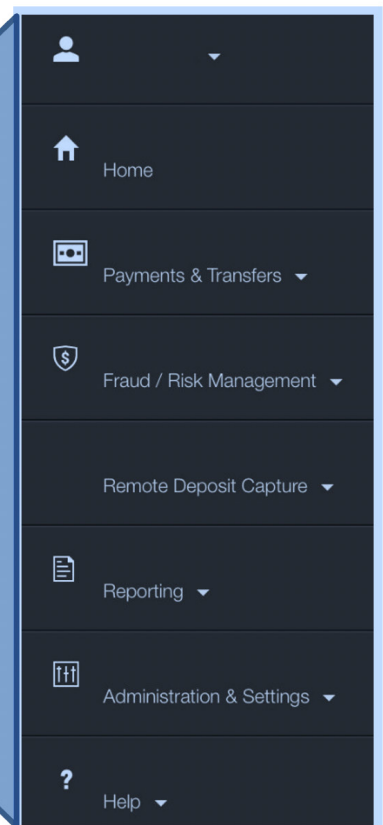 Home
Payments & Transfers
Fraud / Risk Management
Remote Deposit Capture
Reporting
Administration & Settings
Help